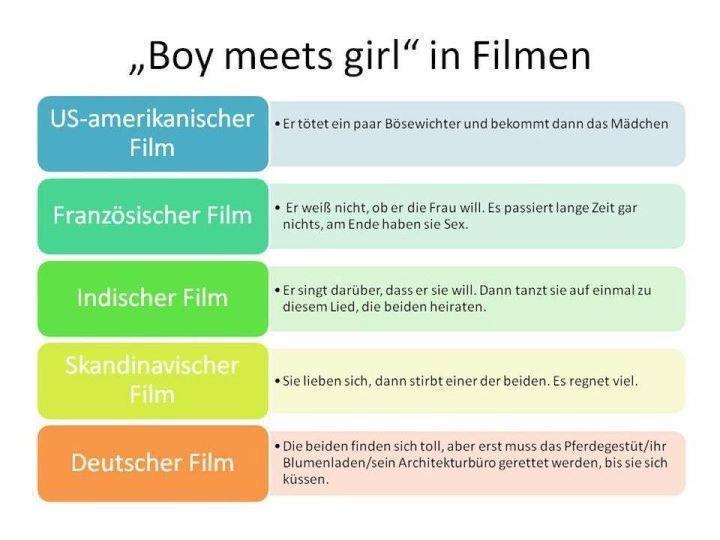 „Boy meets girl“ in Filmen
US-amerikanischer
Film
• Er tötet ein paar Bösewichter und bekommt dann das Mädchen
Französischer Film
• Er weiß nicht, ob er die Frau will. Es passiert lange Zeit gar
nichts, am Ende haben sie Sex.
Indischer Film
• Er singt darüber, dass er sie will. Dann tanzt sie auf einmal zu
diesem Lied, die beiden heiraten.
Skandinavischer
Film
• Sie lieben sich, dann stirbt einer der beiden. Es regnet viel.
Deutscher Film
• Die beiden finden sich toll, aber erst muss das Pferdegestüt/ihr
Blumenladen/sein Architekturbüro gerettet werden, bis sie sich
küssen.